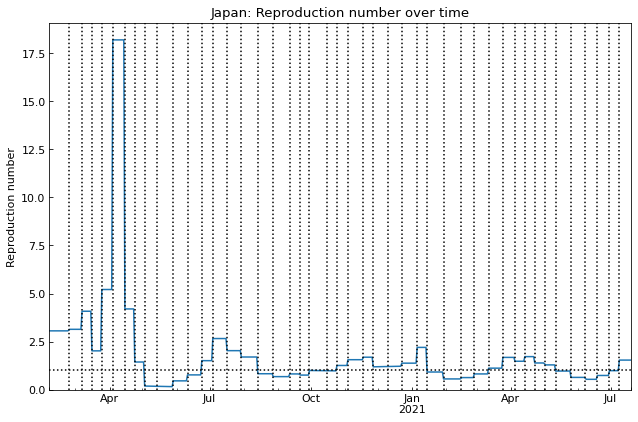 Japan: Reproduction number over time
Reproduction number
17.5
15.0
12.5
10.0
7.5
5.0
2.5
0.0
Apr
Jul
Oct
Jan
2021
Apr
Jul